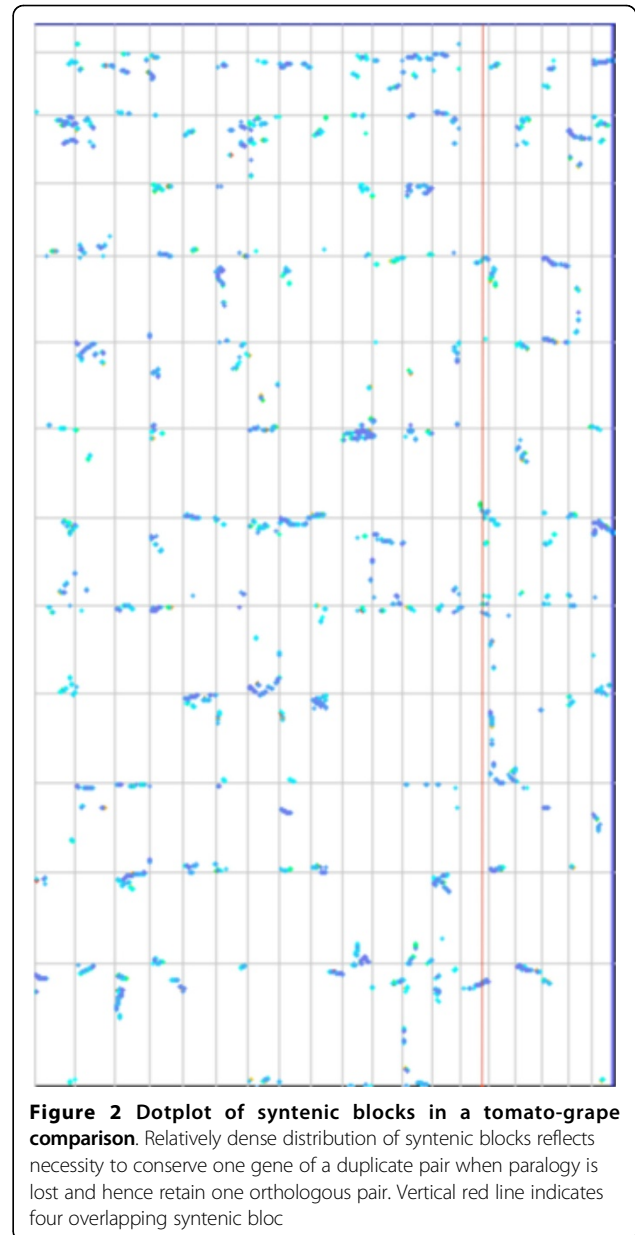 Figure 2 Dotplot of syntenic blocks in a tomato-grape
comparison. Relatively dense distribution of syntenic blocks reflects
necessity to conserve one gene of a duplicate pair when paralogy is
lost and hence retain one orthologous pair. Vertical red line indicates
four overlapping syntenic bloc